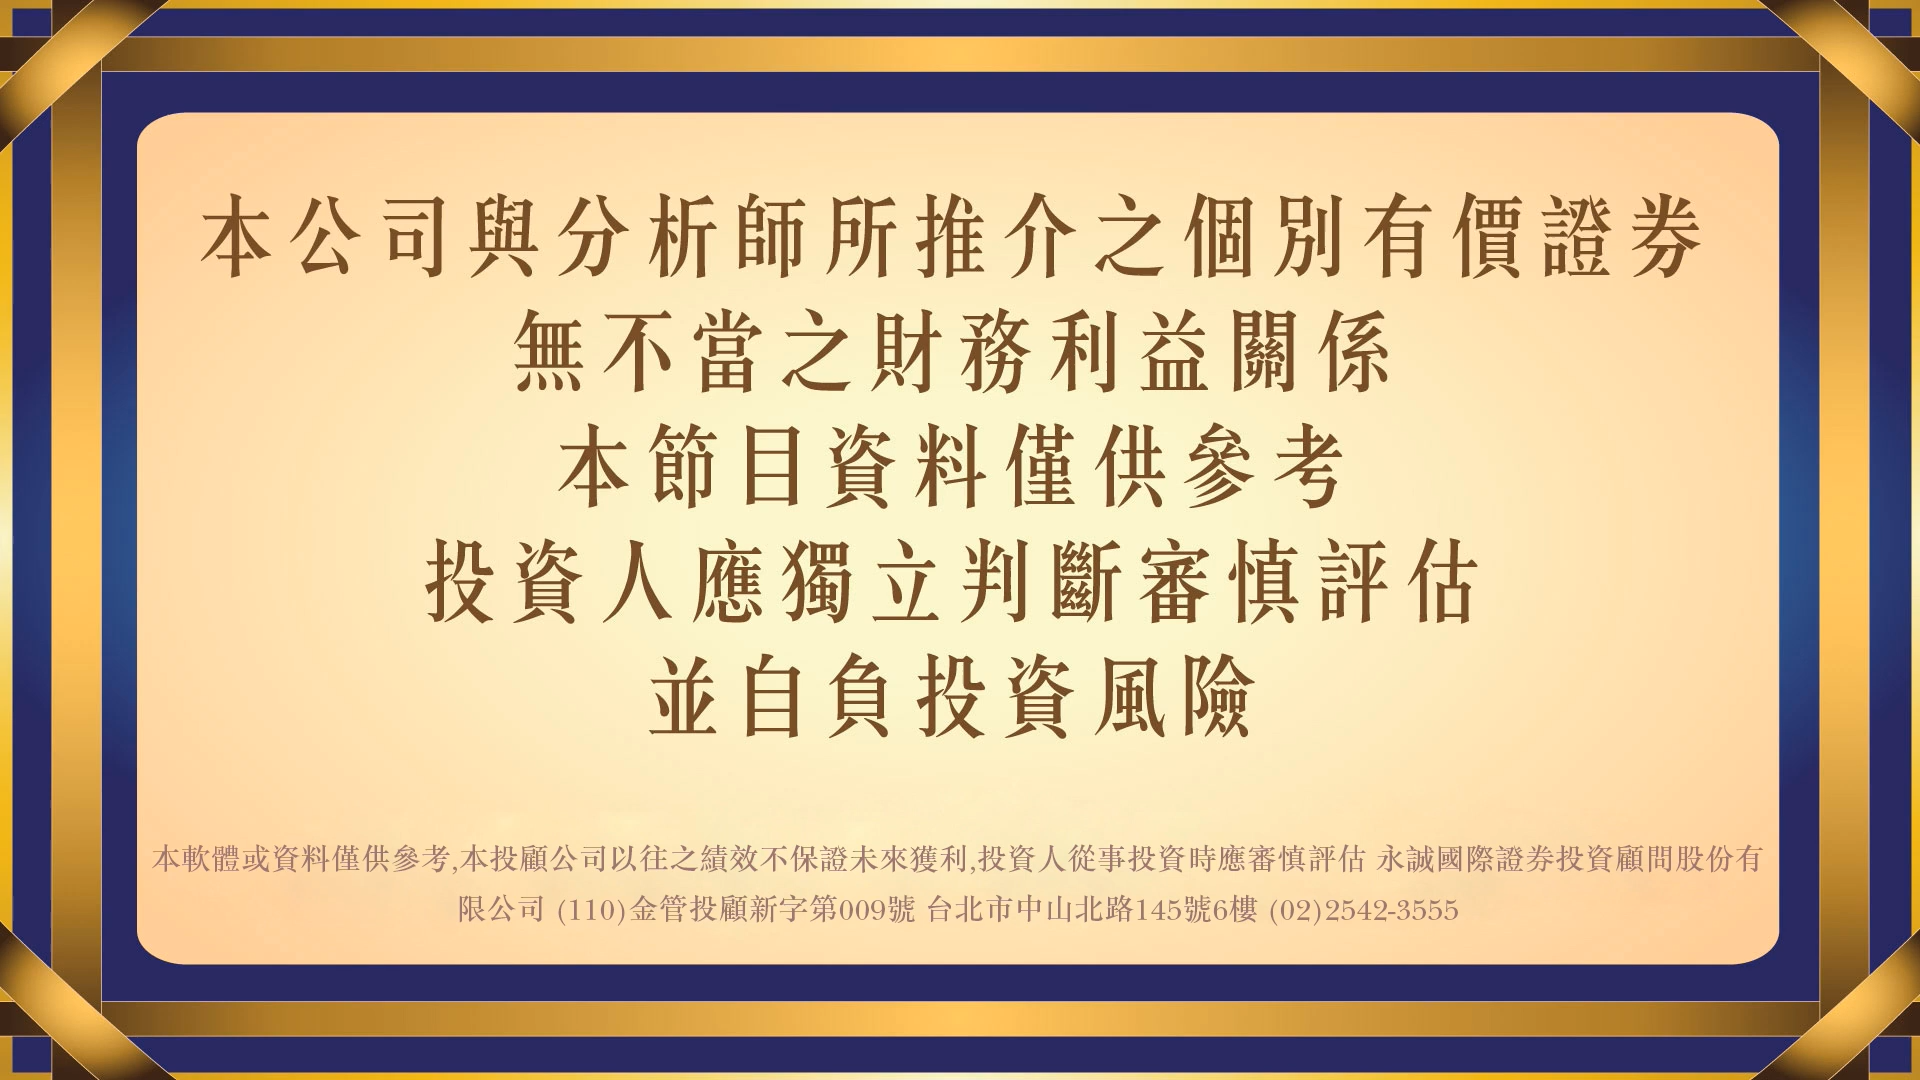 本公司與分析師所推介之個別有價證券
無不當之財務利益關係
本節目資料僅供參考
投資人應獨立判斷審慎評估
並自負投資風險
本軟體或資料僅供參考,本投顧公司以往之績效不保證未來獲利,投資人從事投資時應審慎評估 永誠國際證券投資顧問股份有
限公司 (110)金管投顧新字第009號 台北市中山北路145號6樓 (02)2542-3555